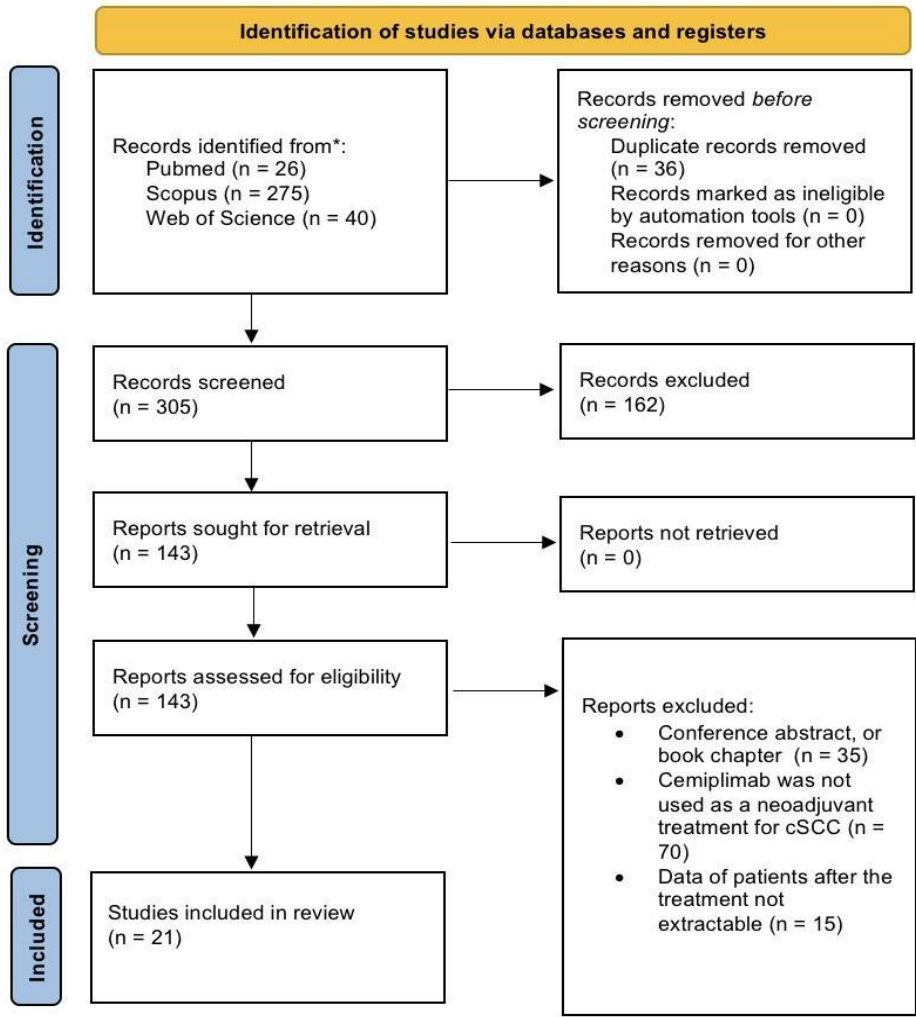 Identification of studies via databases and registers
Identification
Records identified from*:
Pubmed (n = 26)
Scopus (n = 275)
Web of Science (n = 40)
Records removed before
screening:
Duplicate records removed
(n = 36)
Records marked as ineligible
by automation tools (n = 0)
Records removed for other
reasons (n = 0)
Screening
Records screened
(n = 305)
Records excluded
(n = 162)
Reports sought for retrieval
(n = 143)
Reports not retrieved
(n = 0)
Reports assessed for eligibility
(n = 143)
Reports excluded:
• Conference abstract, or
book chapter (n = 35)
• Cemiplimab was not
used as a neoadjuvant
treatment for cSCC (n =
70)
• Data of patients after the
treatment not
extractable (n = 15)
Included
Studies included in review
(n = 21)